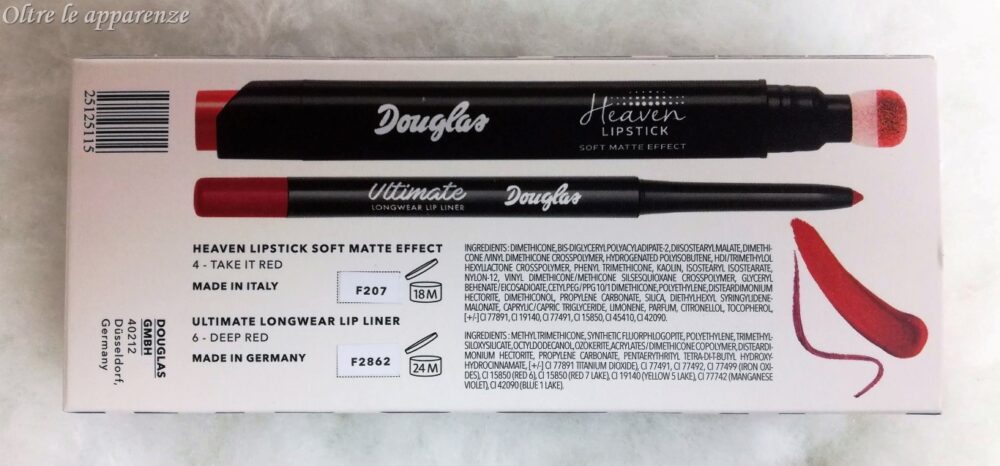 Oltre le apparenze
25125115
Douglas
Heaven
LIPSTICK
SOFT MATTE EFFECT
Ultimate
LONGWEAR LIP LINER
Douglas
HEAVEN LIPSTICK SOFT MATTE EFFECT
4 - TAKE IT RED
MADE IN ITALY
F207
18 M
ULTIMATE LONGWEAR LIP LINER
6 - DEEP RED
MADE IN GERMANY
F2862
24 M
DOUGLAS
GMBH
40212
Düsseldorf,
Germany
INGREDIENTS: DIMETHICONE, BIS-DIGLYCERYL POLYACYLADIPATE-2, DIISOSTEARYL MALATE, DIMETHI-
CONE /VINYL DIMETHICONE CROSSPOLYMER, HYDROGENATED POLYISOBUTENE, HDI/TRIMETHYLOL
HEXYLLACTONE CROSSPOLYMER, PHENYL TRIMETHICONE, KAOLIN, ISOSTEARYL ISOSTEARATE,
NYLON-12, VINYL DIMETHICONE/METHICONE SILSESQUIOXANE CROSSPOLYMER, GLYCERYL
BEHENATE / EICOSADIOATE, CETYL PEG / PPG 10/1 DIMETHICONE, POLYETHYLENE, DISTEARDIMONIUM
HECTORITE, DIMETHICONOL, PROPYLENE CARBONATE, SILICA, DIETHYLHEXYL SYRINGYLIDENE-
MALONATE, CAPRYLIC/ CAPRIC TRIGLYCERIDE, LIMONENE, PARFUM, CITRONELLOL, TOCOPHEROL,
[+/-] CI 77891, CI 19140, CI 77491, CI 15850, CI 45410, CI 42090.
INGREDIENTS : METHYL TRIMETHICONE, SYNTHETIC FLUORPHLOGOPITE, POLYETHYLENE, TRIMETHYL-
SILOXYSILICATE, OCTYLDODECANOL, OZOKERITE, ACRYLATES / DIMETHICONE COPOLYMER, DISTEARDI-
MONIUM HECTORITE, PROPYLENE CARBONATE, PENTAERYTHRITYL TETRA-DI-T-BUTYL HYDROXY-
HYDROCINNAMATE, [+/-] CI 77891 TITANIUM DIOXIDE), CI 77491, CI 77492, CI 77499 (IRON OXI-
DES), CI 15850 (RED 6), CI 15850 (RED 7 LAKE), CI 19140 (YELLOW 5 LAKE), CI 77742 (MANGANESE
VIOLET), CI 42090 (BLUE 1 LAKE).